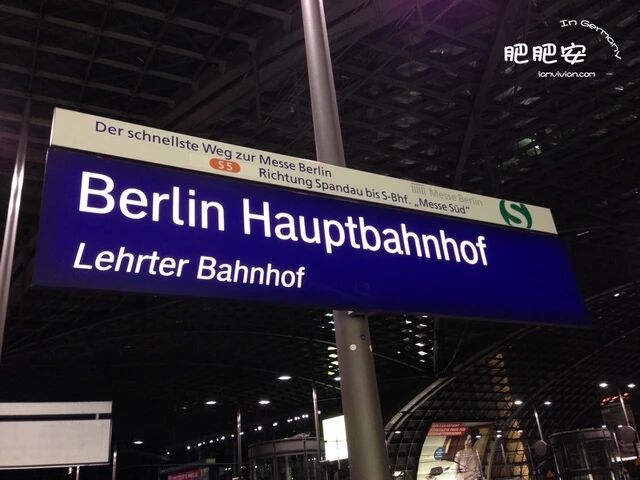 In Germany
肥肥安
iamvivian.com
Der schnellste Weg zur Messe Berlin
S 5 Richtung Spandau bis S-Bhf. „Messe Süd“
Messe Berlin
S
Berlin Hauptbahnhof
Lehrter Bahnhof